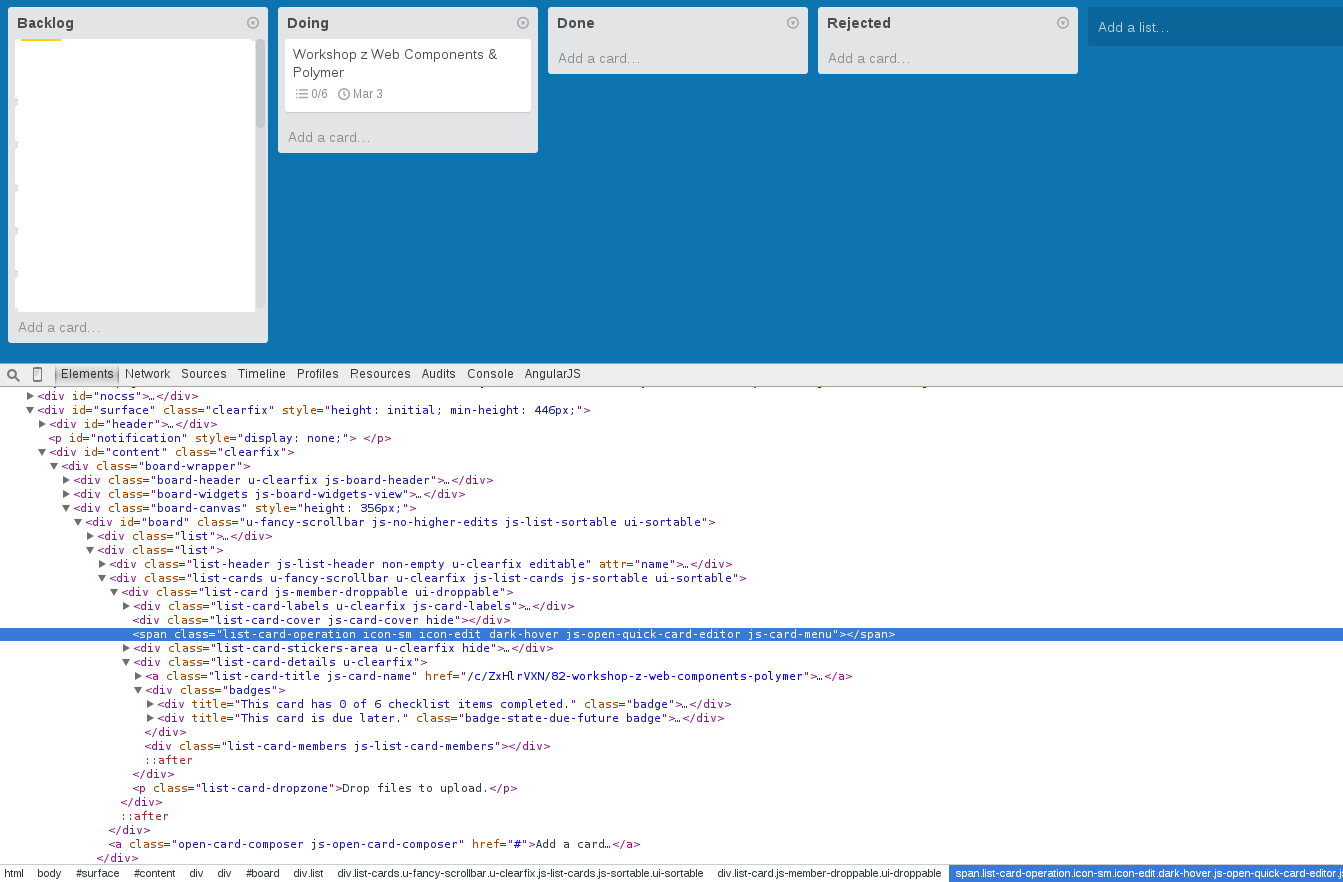 Backlog
Doing
Done
Rejected
Add a list…
Workshop z Web Components &
Polymer
0/6 Mar 3
Add a card…
Add a card…
Add a card…
Add a card…
Elements Network Sources Timeline Profiles Resources Audits Console AngularJS
<div id="nocss">…</div>
<div id="surface" class="clearfix" style="height: initial; min-height: 446px;">
<div id="header">…</div>
<p id="notification" style="display: none;"> </p>
<div id="content" class="clearfix">
<div class="board-wrapper">
<div class="board-header u-clearfix js-board-header">…</div>
<div class="board-widgets js-board-widgets-view">…</div>
<div class="board-canvas" style="height: 356px;">
<div id="board" class="u-fancy-scrollbar js-no-higher-edits js-list-sortable ui-sortable">
<div class="list">…</div>
<div class="list">
<div class="list-header js-list-header non-empty u-clearfix editable" attr="name">…</div>
<div class="list-cards u-fancy-scrollbar u-clearfix js-list-cards js-sortable ui-sortable">
<div class="list-card js-member-droppable ui-droppable">
<div class="list-card-labels u-clearfix js-card-labels">…</div>
<div class="list-card-cover js-card-cover hide"></div>
<span class="list-card-operation icon-sm icon-edit dark-hover js-open-quick-card-editor js-card-menu"></span>
<div class="list-card-stickers-area u-clearfix hide">…</div>
<div class="list-card-details u-clearfix">
<a class="list-card-title js-card-name" href="/c/ZxHlrVXN/82-workshop-z-web-components-polymer">…</a>
<div class="badges">
<div title="This card has 0 of 6 checklist items completed." class="badge">…</div>
<div title="This card is due later." class="badge-state-due-future badge">…</div>
</div>
<div class="list-card-members js-list-card-members"></div>
::after
</div>
<p class="list-card-dropzone">Drop files to upload.</p>
</div>
::after
</div>
<a class="open-card-composer js-open-card-composer" href="#">Add a card…</a>
</div>
html body #surface #content div div #board div.list div.list-cards.u-fancy-scrollbar.u-clearfix.js-list-cards.js-sortable.ui-sortable div.list-card.js-member-droppable.ui-droppable span.list-card-operation.icon-sm.icon-edit.dark-hover.js-open-quick-card-editor.j